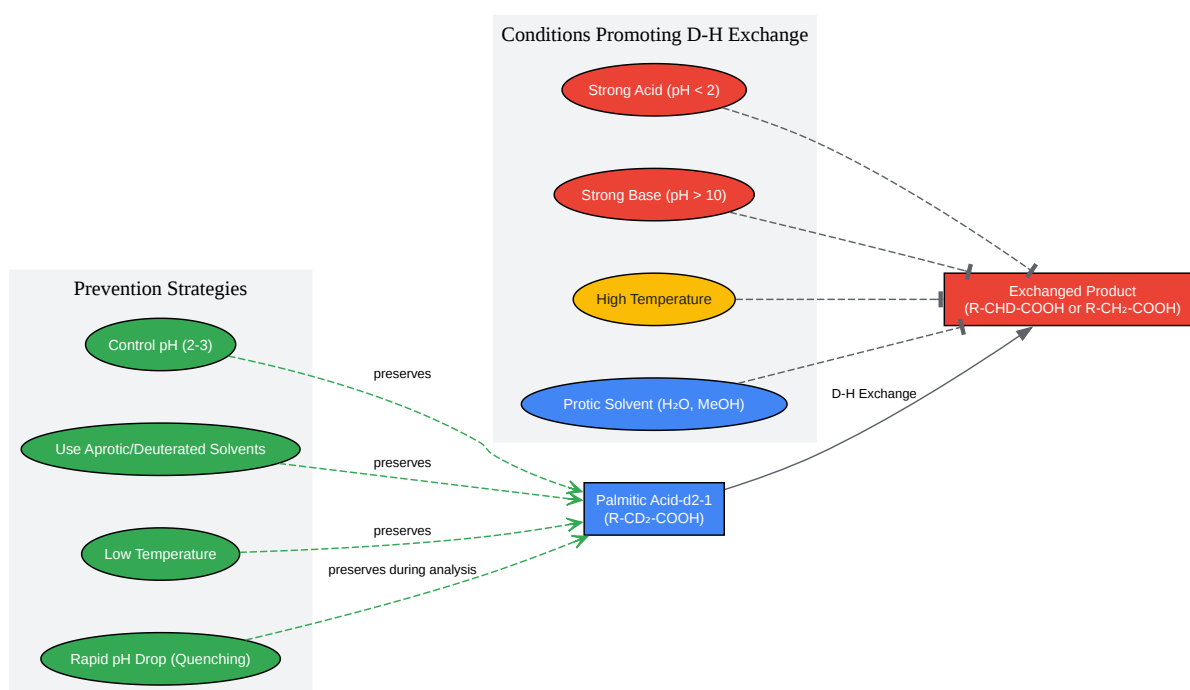 Conditions Promoting D-H Exchange
Strong Acid (pH < 2)
Strong Base (pH > 10)
High Temperature
Protic Solvent (H₂O, MeOH)
Exchanged Product
(R-CHD-COOH or R-CH₂-COOH)
D-H Exchange
Prevention Strategies
Control pH (2-3)
Use Aprotic/Deuterated Solvents
Low Temperature
Rapid pH Drop (Quenching)
preserves
preserves
preserves
preserves during analysis
Palmitic Acid-d2-1
(R-CD₂-COOH)